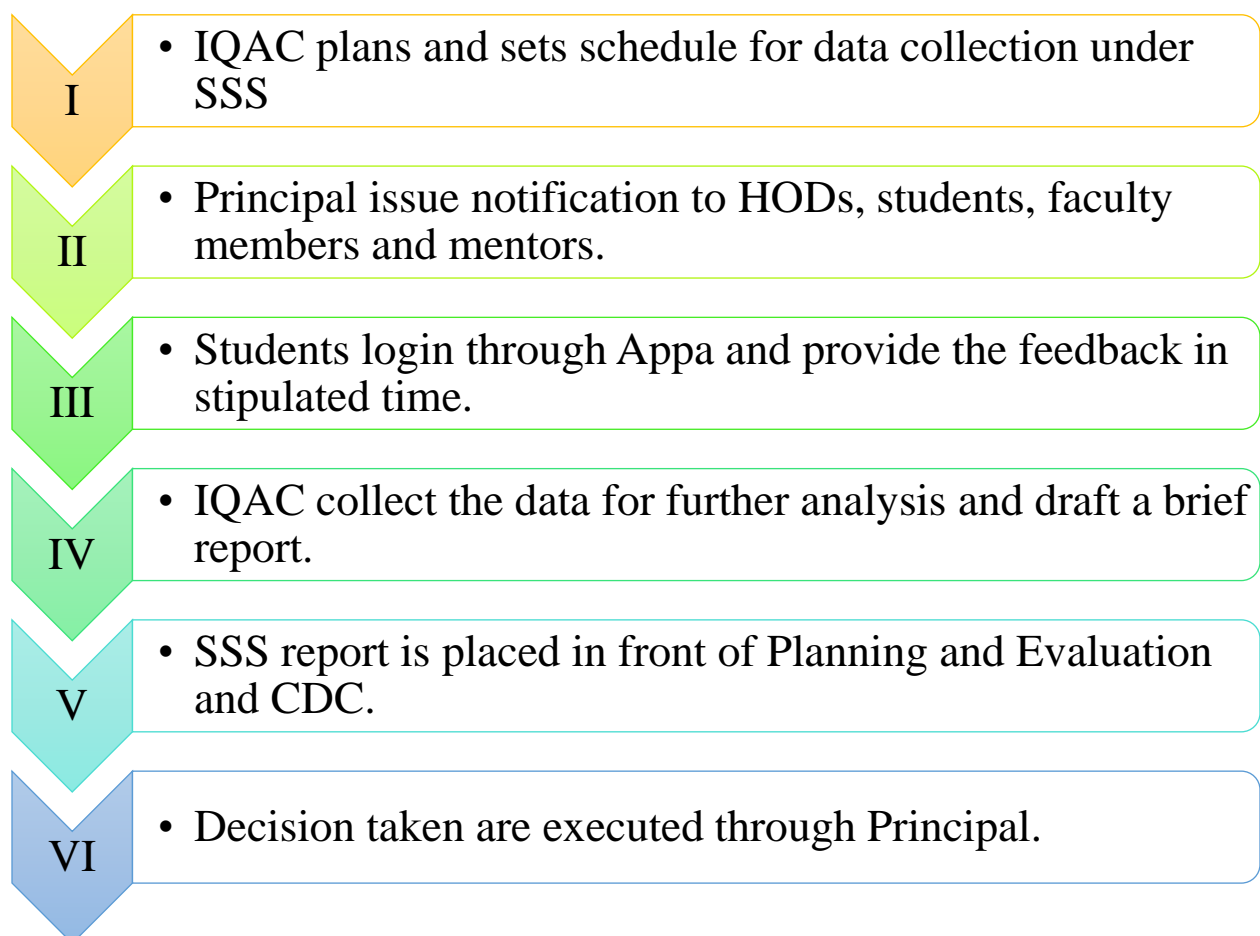 I
• IQAC plans and sets schedule for data collection under
SSS
II
• Principal issue notification to HODs, students, faculty
members and mentors.
III
• Students login through Appa and provide the feedback in
stipulated time.
IV
• IQAC collect the data for further analysis and draft a brief
report.
V
• SSS report is placed in front of Planning and Evaluation
and CDC.
VI
• Decision taken are executed through Principal.